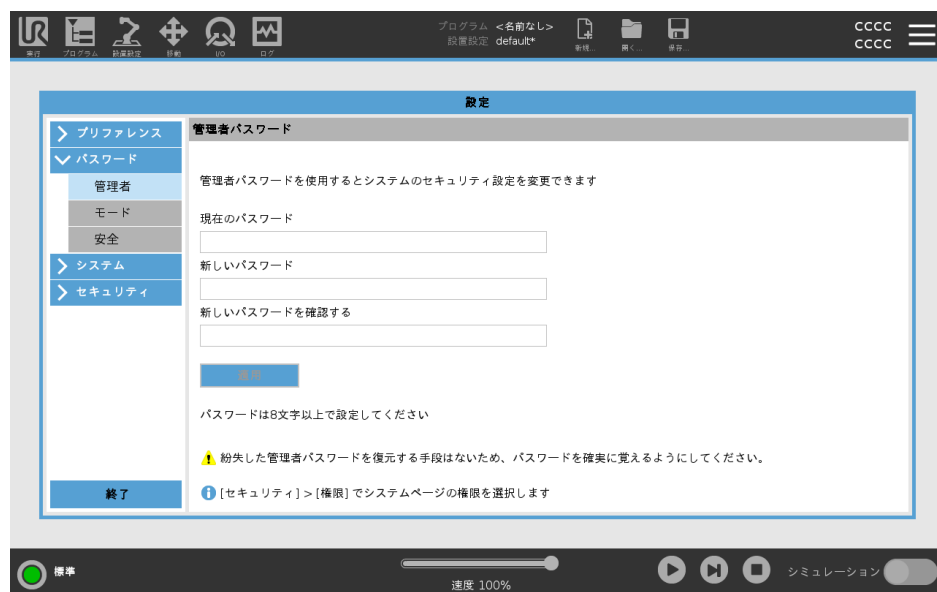 プログラム <名前なし>
設置設定 default*
cccc
cccc
実行 プログラム 設置設定 移動 I/O ログ
新規... 開く... 保存...
設定
プリファレンス
パスワード
管理者
モード
安全
システム
セキュリティ
終了
管理者パスワード
管理者パスワードを使用するとシステムのセキュリティ設定を変更できます
現在のパスワード
新しいパスワード
新しいパスワードを確認する
適用
パスワードは8文字以上で設定してください
紛失した管理者パスワードを復元する手段はないため、パスワードを確実に覚えるようにしてください。
[セキュリティ] > [権限] でシステムページの権限を選択します
標準
速度 100%
シミュレーション